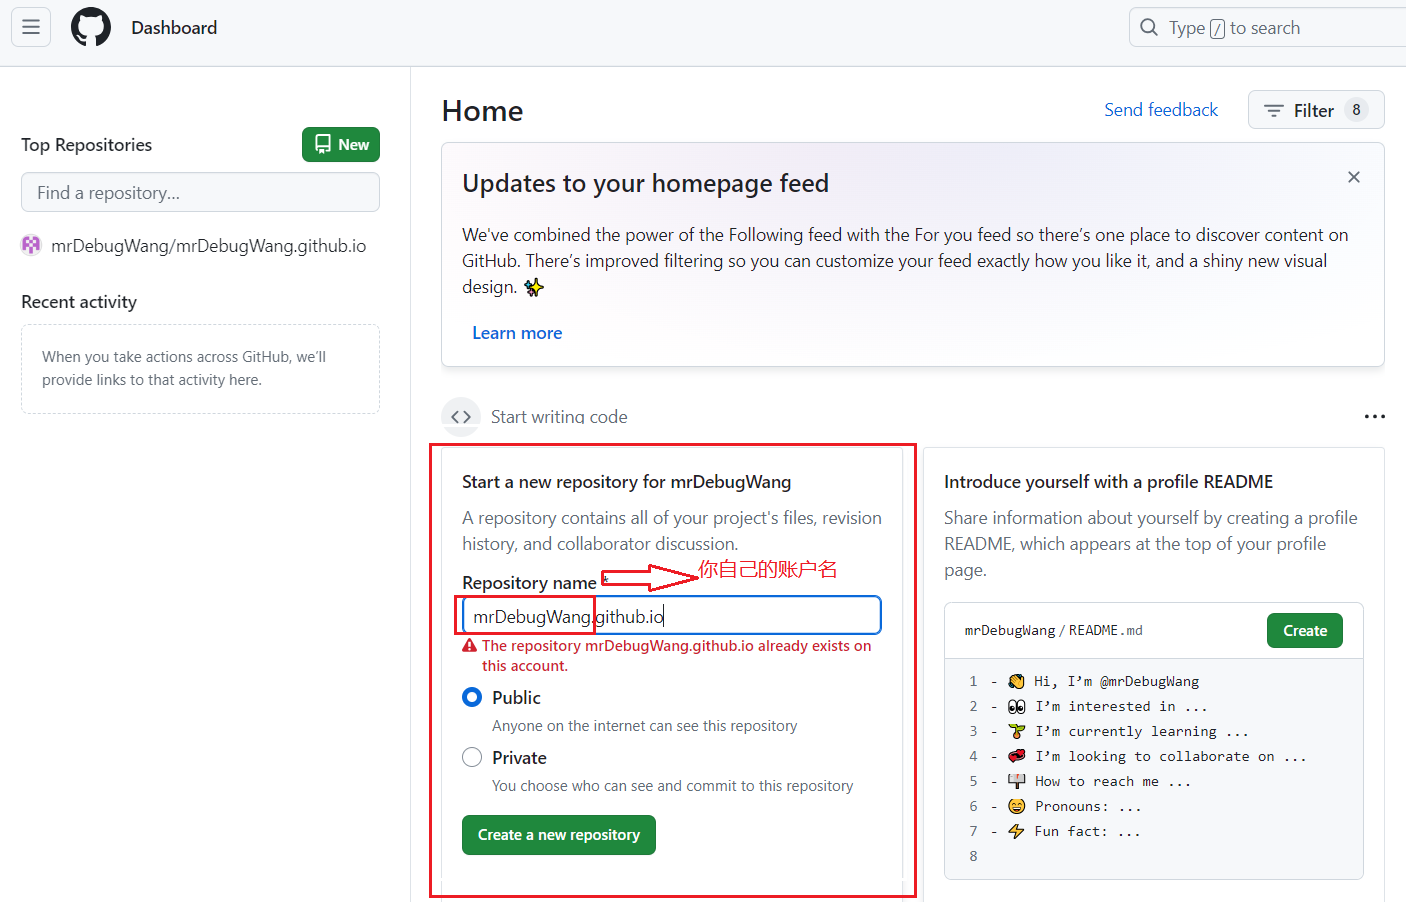 Dashboard
Type / to search
Top Repositories
New
Find a repository...
mrDebugWang/mrDebugWang.github.io
Recent activity
When you take actions across GitHub, we'll
provide links to that activity here.
Home
Send feedback
Filter 8
Updates to your homepage feed
We've combined the power of the Following feed with the For you feed so there's one place to discover content on
GitHub. There's improved filtering so you can customize your feed exactly how you like it, and a shiny new visual
design. ✨
Learn more
Start writing code
Start a new repository for mrDebugWang
A repository contains all of your project's files, revision
history, and collaborator discussion.
Repository name *
你自己的账户名
mrDebugWang.github.io
The repository mrDebugWang.github.io already exists on
this account.
Public
Anyone on the internet can see this repository
Private
You choose who can see and commit to this repository
Create a new repository
Introduce yourself with a profile README
Share information about yourself by creating a profile
README, which appears at the top of your profile
page.
mrDebugWang / README.md
Create
1 - 👋 Hi, I'm @mrDebugWang
2 - 👀 I'm interested in ...
3 - 🌱 I'm currently learning ...
4 - 💞️ I'm looking to collaborate on ...
5 - 📫 How to reach me ...
6 - 😄 Pronouns: ...
7 - ⚡ Fun fact: ...
8